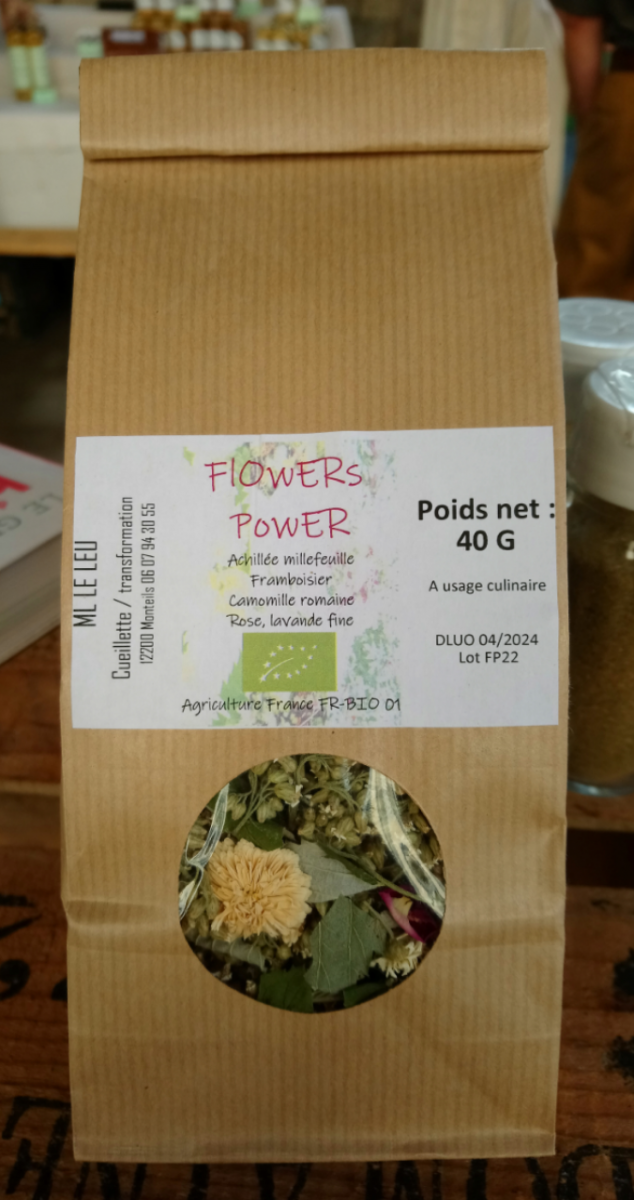 ML LE LEU
Cueillette / transformation
12200 Monteils 06 07 94 30 55
FlOWERs
POWER
Achillée millefeuille
Framboisier
Camomille romaine
Rose, lavande fine
Agriculture France FR-BIO 01
Poids net :
40 G
A usage culinaire
DLUO 04/2024
Lot FP22